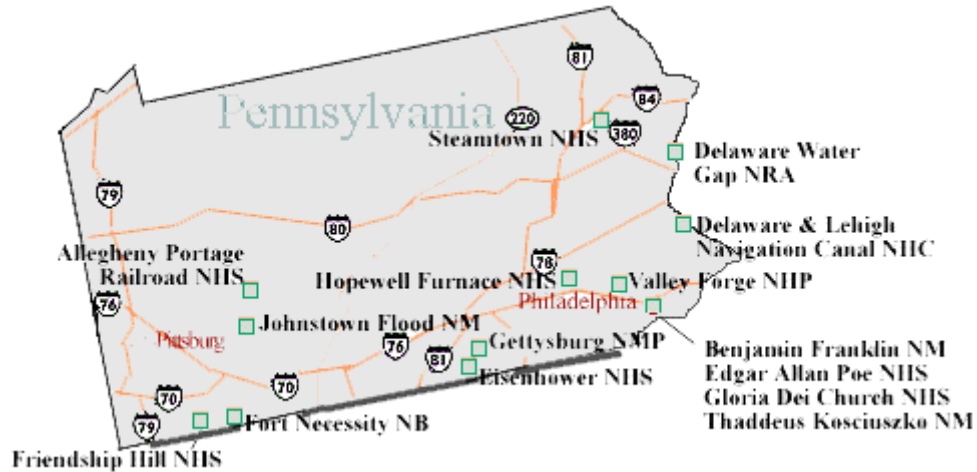 81
84
Pennsylvania
220
380
Steamtown NHS
Delaware Water
Gap NRA
79
80
Delaware & Lehigh
Navigation Canal NHC
Allegheny Portage
Railroad NHS
78
Hopewell Furnace NHS
Valley Forge NHP
76
Philadelphia
Johnstown Flood NM
Pittsburg
76
Gettysburg NMP
81
Eisenhower NHS
Benjamin Franklin NM
Edgar Allan Poe NHS
Gloria Dei Church NHS
Thaddeus Kosciuszko NM
70
70
79
Fort Necessity NB
Friendship Hill NHS